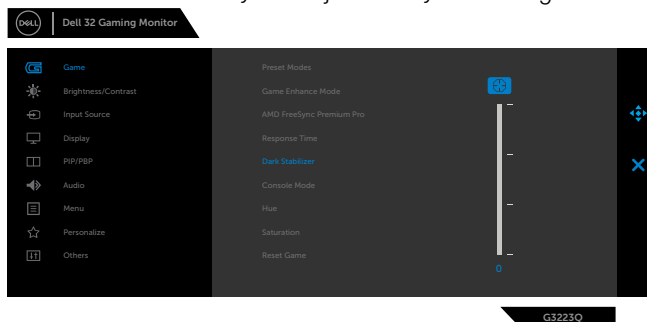 DELL
Dell 32 Gaming Monitor
Game
Brightness/Contrast
Input Source
Display
PIP/PBP
Audio
Menu
Personalize
Others
Preset Modes
Game Enhance Mode
AMD FreeSync Premium Pro
Response Time
Dark Stabilizer
Console Mode
Hue
Saturation
Reset Game
0
G3223Q